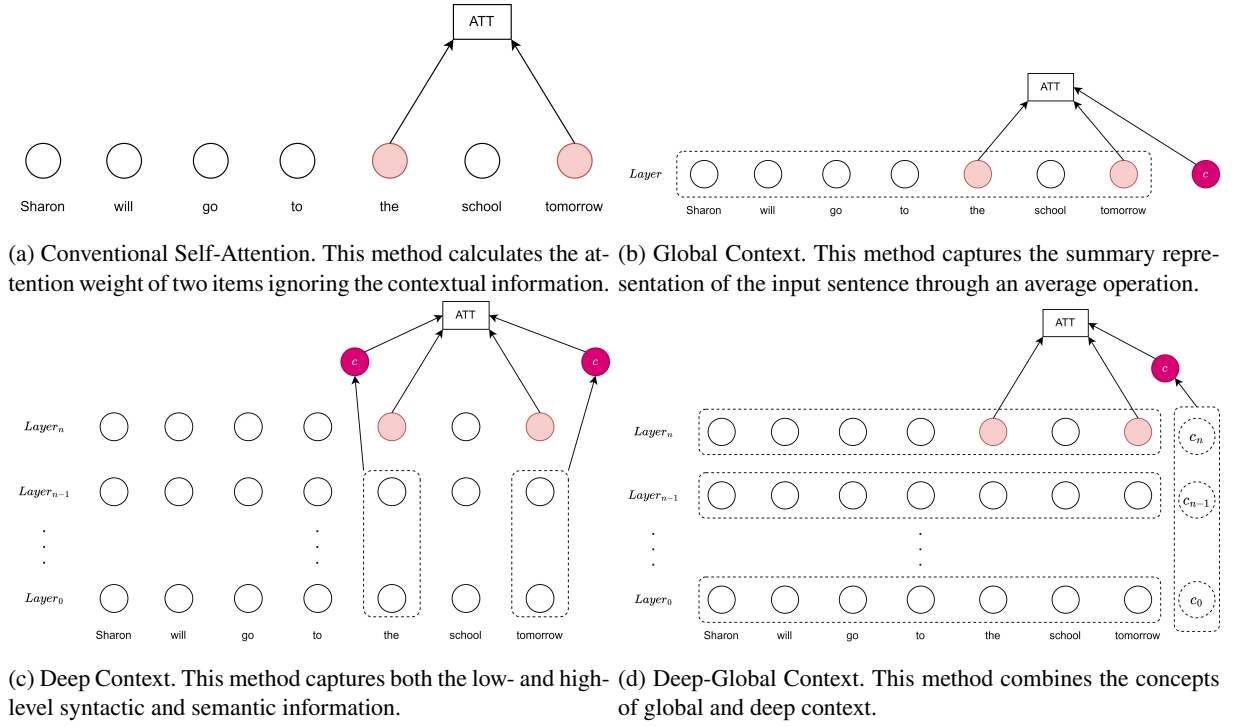 ATT
Sharon will go to the school tomorrow
(a) Conventional Self-Attention. This method calculates the at-
tention weight of two items ignoring the contextual information.
ATT
Layer c
Sharon will go to the school tomorrow
(b) Global Context. This method captures the summary repre-
sentation of the input sentence through an average operation.
ATT
c c
Layer_n
Layer_{n-1}
. .
. .
. .
Layer_0
Sharon will go to the school tomorrow
(c) Deep Context. This method captures both the low- and high-
level syntactic and semantic information.
ATT
c
Layer_n c_n
Layer_{n-1} c_{n-1}
. .
. .
. .
Layer_0 c_0
Sharon will go to the school tomorrow
(d) Deep-Global Context. This method combines the concepts
of global and deep context.